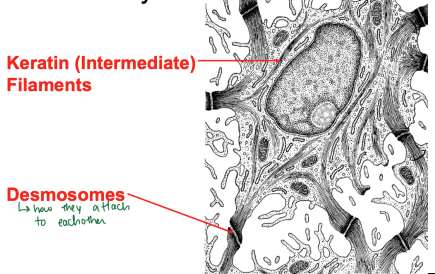 Keratin (Intermediate)
Filaments
Desmosomes
↳ how they attach
to eachother